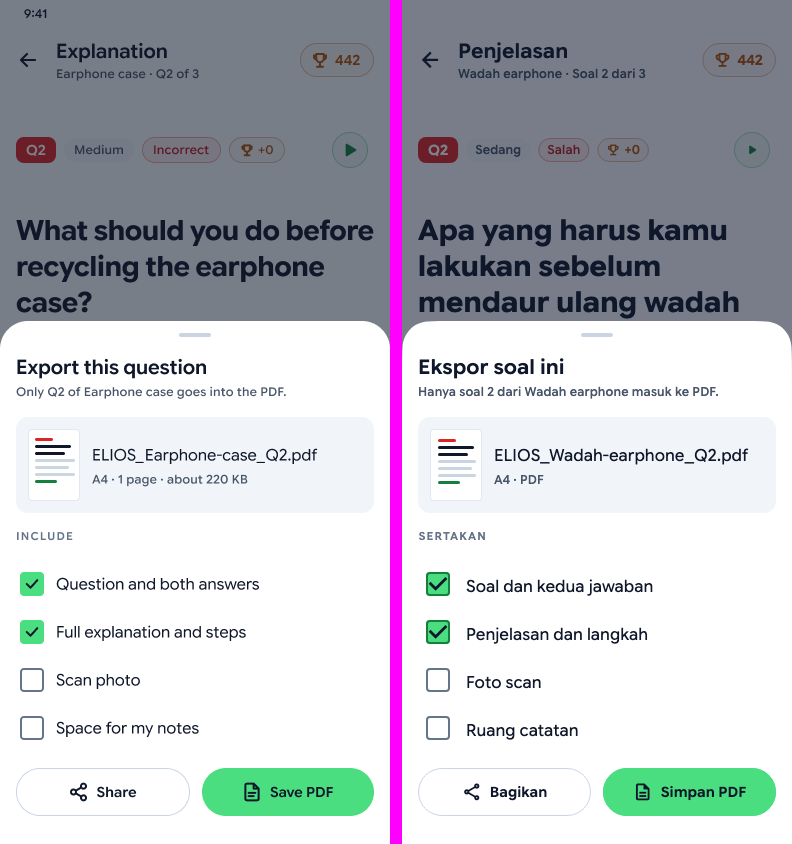 9:41
Explanation
Earphone case · Q2 of 3
442
Q2
Medium
Incorrect
+0
What should you do before
recycling the earphone
case?
Export this question
Only Q2 of Earphone case goes into the PDF.
ELIOS_Earphone-case_Q2.pdf
A4 · 1 page · about 220 KB
INCLUDE
Question and both answers
Full explanation and steps
Scan photo
Space for my notes
Share
Save PDF
Penjelasan
Wadah earphone · Soal 2 dari 3
442
Q2
Sedang
Salah
+0
Apa yang harus kamu
lakukan sebelum
mendaur ulang wadah
Ekspor soal ini
Hanya soal 2 dari Wadah earphone masuk ke PDF.
ELIOS_Wadah-earphone_Q2.pdf
A4 · PDF
SERTAKAN
Soal dan kedua jawaban
Penjelasan dan langkah
Foto scan
Ruang catatan
Bagikan
Simpan PDF